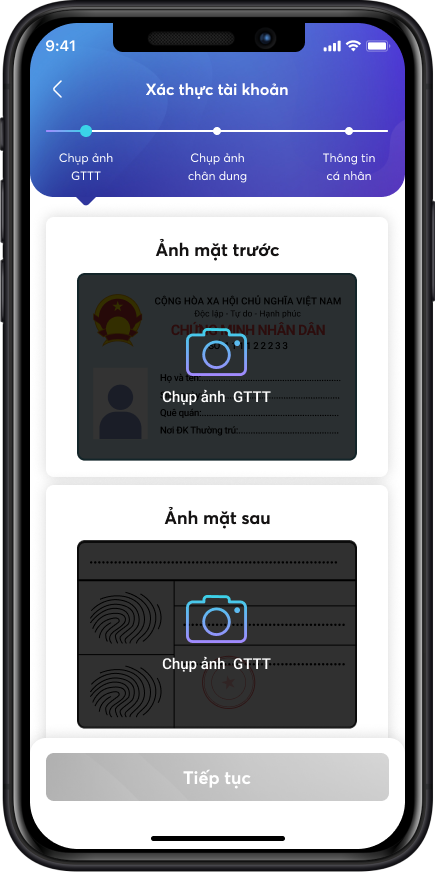 9:41
Xác thực tài khoản
Chụp ảnh
GTTT
Chụp ảnh
chân dung
Thông tin
cá nhân
Ảnh mặt trước
CỘNG HÒA XA HỘI CHỦ NGHĨA VIỆT NAM
Độc lập - Tự do - Hạnh phúc
CHỨNG MINH NHÂN DÂN
22233
Họ và tên:
Chụp ảnh GTTT
Quê quán:
Nơi ĐK Thường trú:
Ảnh mặt sau
Chụp ảnh GTTT
Tiếp tục